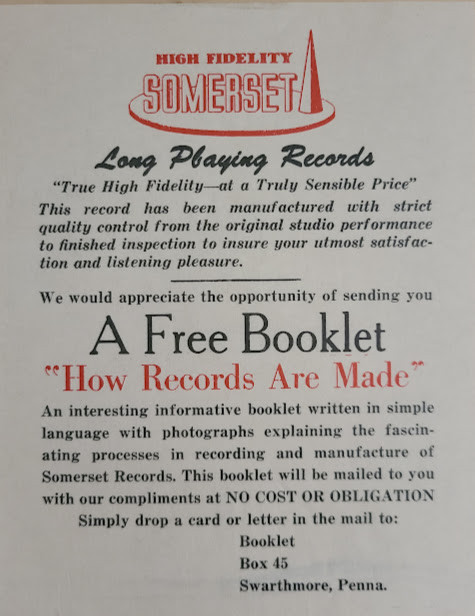 HIGH FIDELITY
SOMERSET
Long Playing Records
"True High Fidelity—at a Truly Sensible Price"
This record has been manufactured with strict
quality control from the original studio performance
to finished inspection to insure your utmost satisfac-
tion and listening pleasure.
We would appreciate the opportunity of sending you
A Free Booklet
"How Records Are Made"
An interesting informative booklet written in simple
language with photographs explaining the fascin-
ating processes in recording and manufacture of
Somerset Records. This booklet will be mailed to you
with our compliments at NO COST OR OBLIGATION
Simply drop a card or letter in the mail to:
Booklet
Box 45
Swarthmore, Penna.